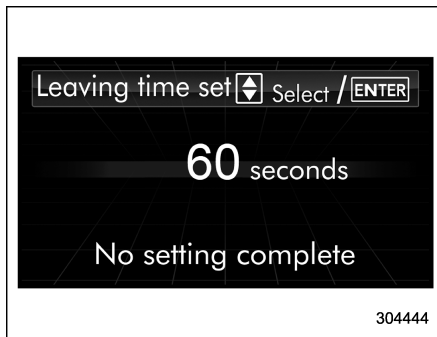 Leaving time set Select / ENTER
60 seconds
No setting complete
304444